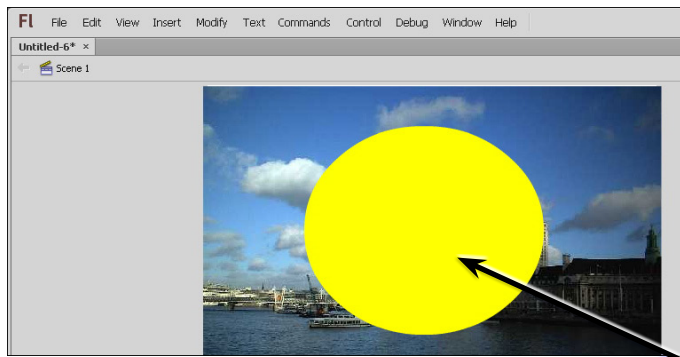 Fl File Edit View Insert Modify Text Commands Control Debug Window Help
Untitled-6* ×
Scene 1